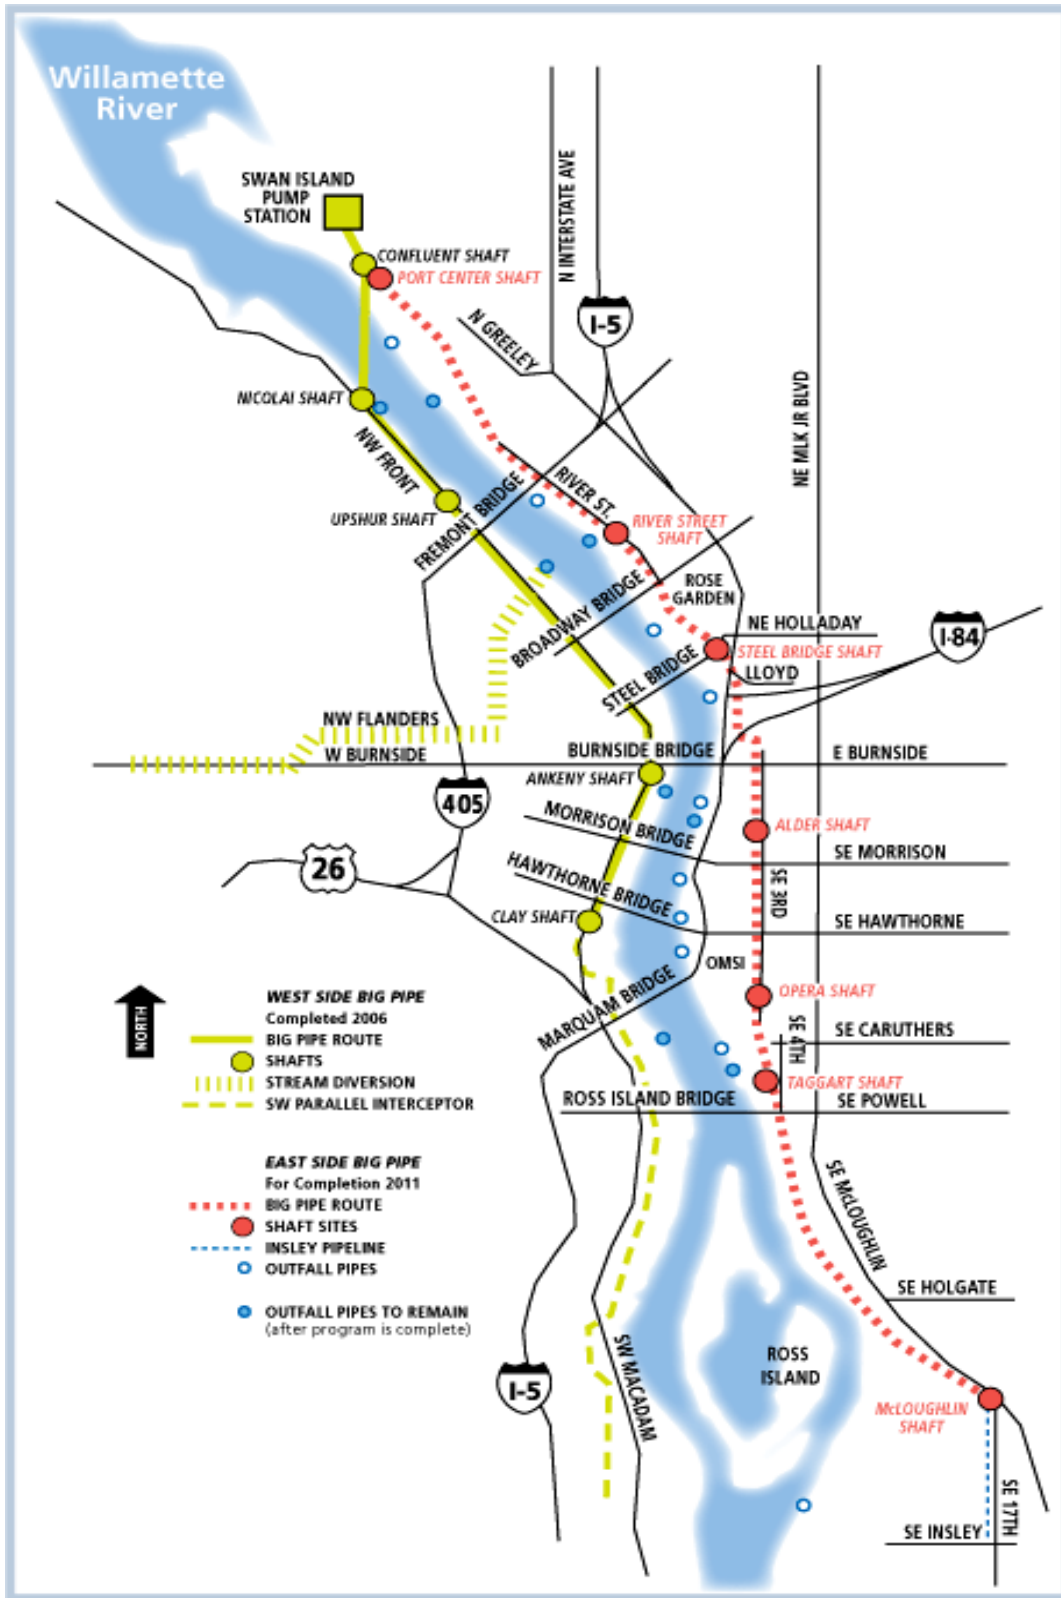 Willamette
River
SWAN ISLAND
PUMP
STATION
CONFLUENT SHAFT
PORT CENTER SHAFT
N INTERSTATE AVE
I-5
N GREELEY
NE MLK JR BLVD
NICOLAI SHAFT
NW FRONT
UPSHUR SHAFT
FREMONT BRIDGE
RIVER ST.
RIVER STREET
SHAFT
ROSE
GARDEN
BROADWAY BRIDGE
NE HOLLADAY
I-84
STEEL BRIDGE SHAFT
STEEL BRIDGE
LLOYD
NW FLANDERS
W BURNSIDE
BURNSIDE BRIDGE
E BURNSIDE
ANKENY SHAFT
405
MORRISON BRIDGE
ALDER SHAFT
SE MORRISON
26
HAWTHORNE BRIDGE
SE 3RD
CLAY SHAFT
SE HAWTHORNE
OMSI
MARQUAM BRIDGE
OPERA SHAFT
SE 4TH
SE CARUTHERS
TAGGART SHAFT
ROSS ISLAND BRIDGE
SE POWELL
NORTH
WEST SIDE BIG PIPE
Completed 2006
BIG PIPE ROUTE
SHAFTS
STREAM DIVERSION
SW PARALLEL INTERCEPTOR
EAST SIDE BIG PIPE
For Completion 2011
BIG PIPE ROUTE
SHAFT SITES
INSLEY PIPELINE
OUTFALL PIPES
OUTFALL PIPES TO REMAIN
(after program is complete)
SE McLOUGHLIN
SE HOLGATE
ROSS
ISLAND
I-5
SW MACADAM
McLOUGHLIN
SHAFT
SE 17TH
SE INSLEY